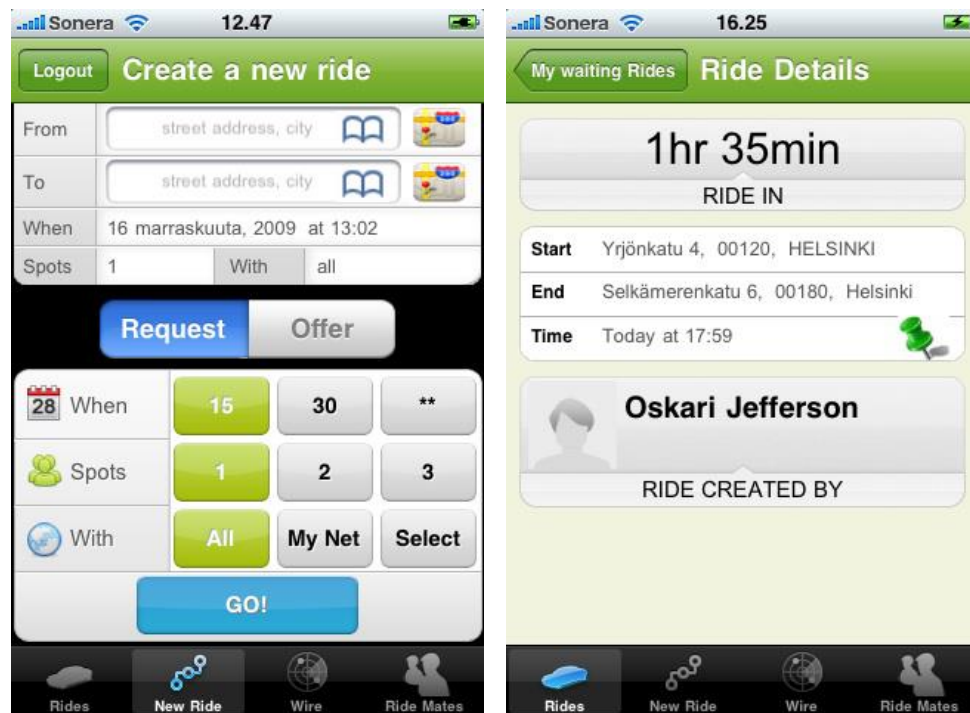 Sonera 12.47
Logout Create a new ride
From street address, city
To street address, city
When 16 marraskuuta, 2009 at 13:02
Spots 1 With all
Request Offer
28 When 15 30 **
Spots 1 2 3
With All My Net Select
GO!
Rides New Ride Wire Ride Mates
Sonera 16.25
My waiting Rides Ride Details
1hr 35min
RIDE IN
Start Yrjönkatu 4, 00120, HELSINKI
End Selkämerenkatu 6, 00180, Helsinki
Time Today at 17:59
Oskari Jefferson
RIDE CREATED BY
Rides New Ride Wire Ride Mates